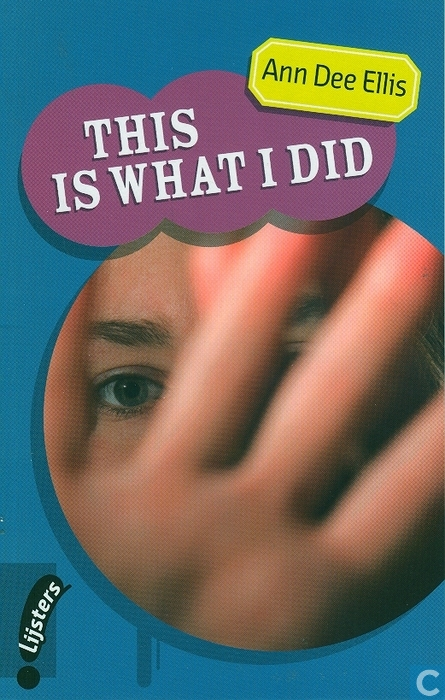 Ann Dee Ellis
THIS
IS WHAT I DID
Lijsters
C